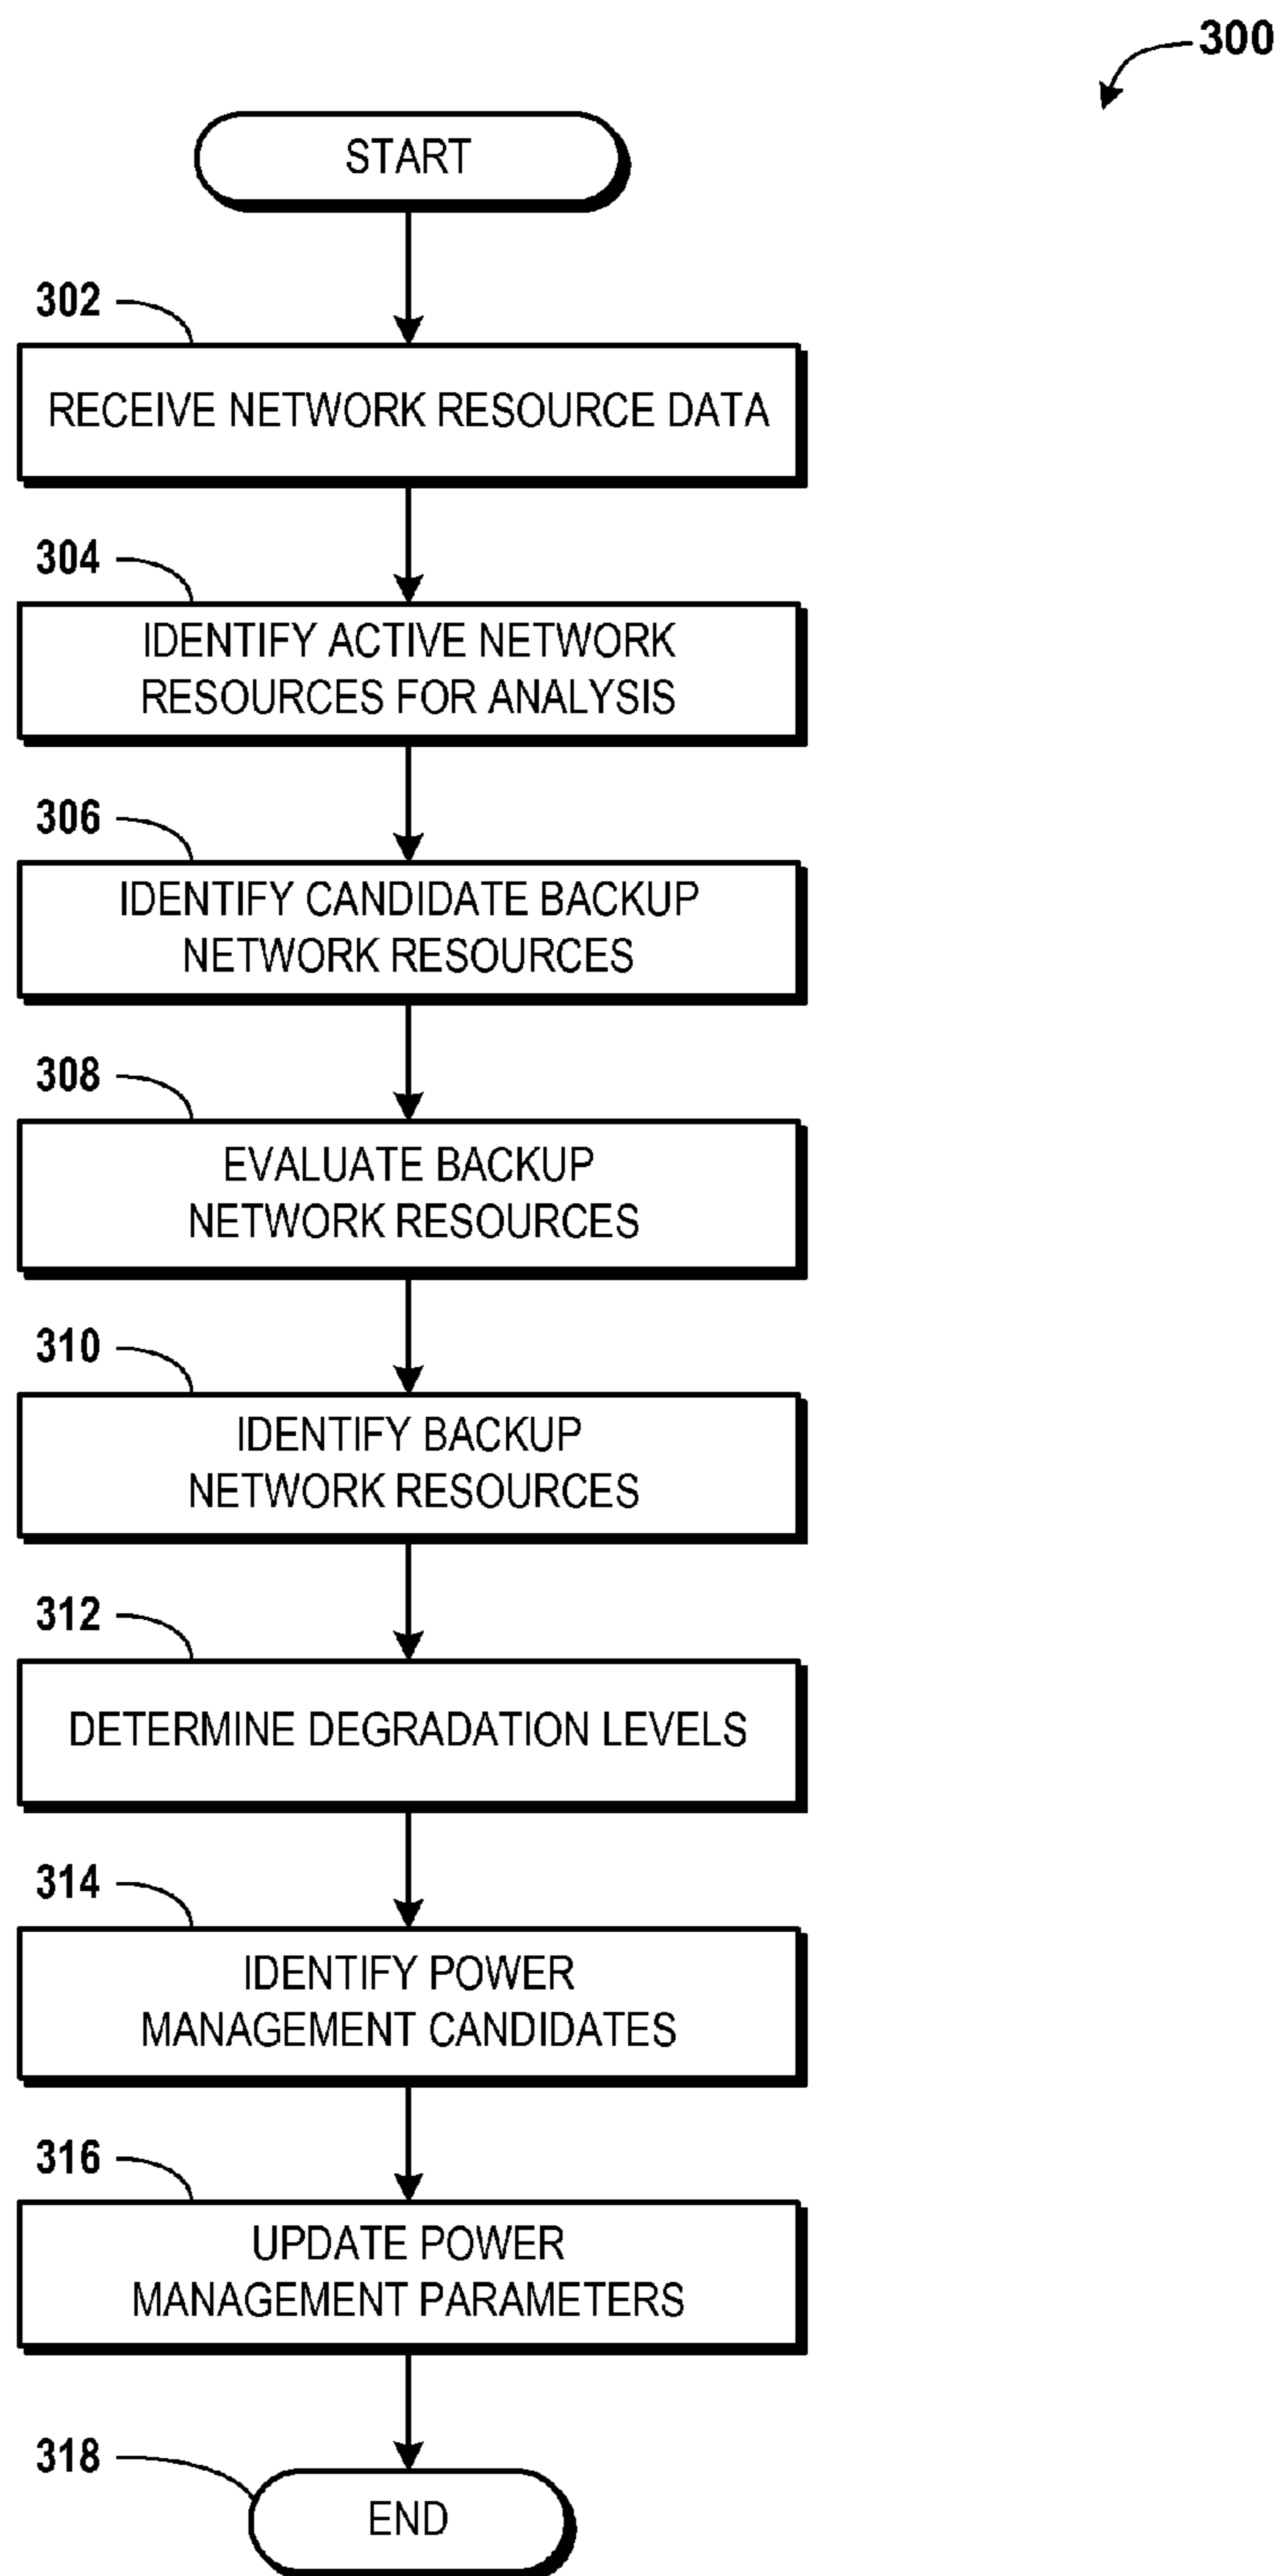 300
START
302
RECEIVE NETWORK RESOURCE DATA
304
IDENTIFY ACTIVE NETWORK
RESOURCES FOR ANALYSIS
306
IDENTIFY CANDIDATE BACKUP
NETWORK RESOURCES
308
EVALUATE BACKUP
NETWORK RESOURCES
310
IDENTIFY BACKUP
NETWORK RESOURCES
312
DETERMINE DEGRADATION LEVELS
314
IDENTIFY POWER
MANAGEMENT CANDIDATES
316
UPDATE POWER
MANAGEMENT PARAMETERS
318
END